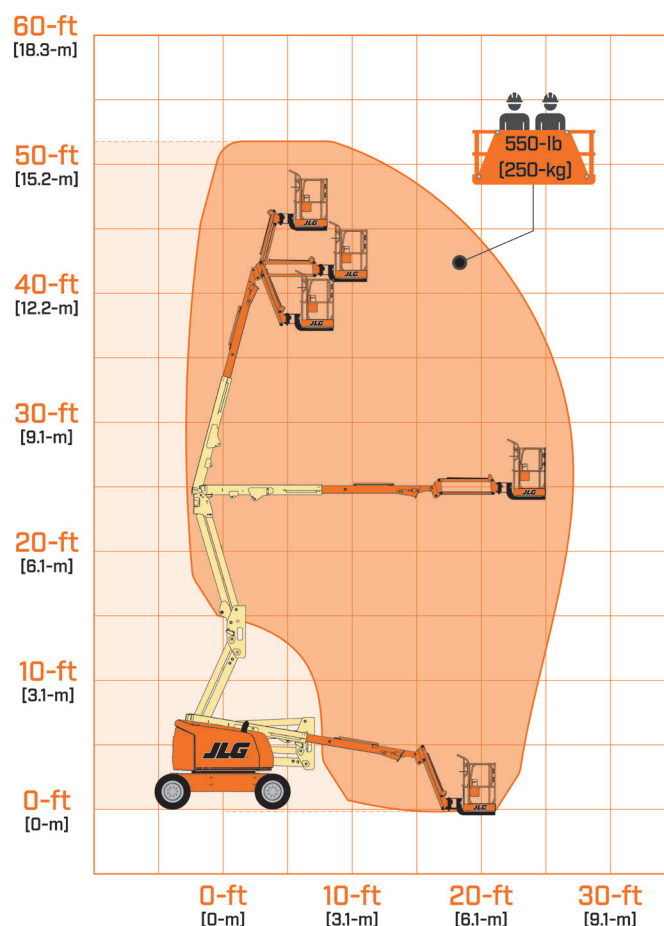 60-ft
[18.3-m]
550-lb
(250-kg)
50-ft
[15.2-m]
JLG
JLG
40-ft
[12.2-m]
JLG
30-ft
[9.1-m]
JLG
20-ft
[6.1-m]
10-ft
[3.1-m]
JLG
JLG
0-ft
[0-m]
0-ft 10-ft 20-ft 30-ft
[0-m] [3.1-m] [6.1-m] [9.1-m]